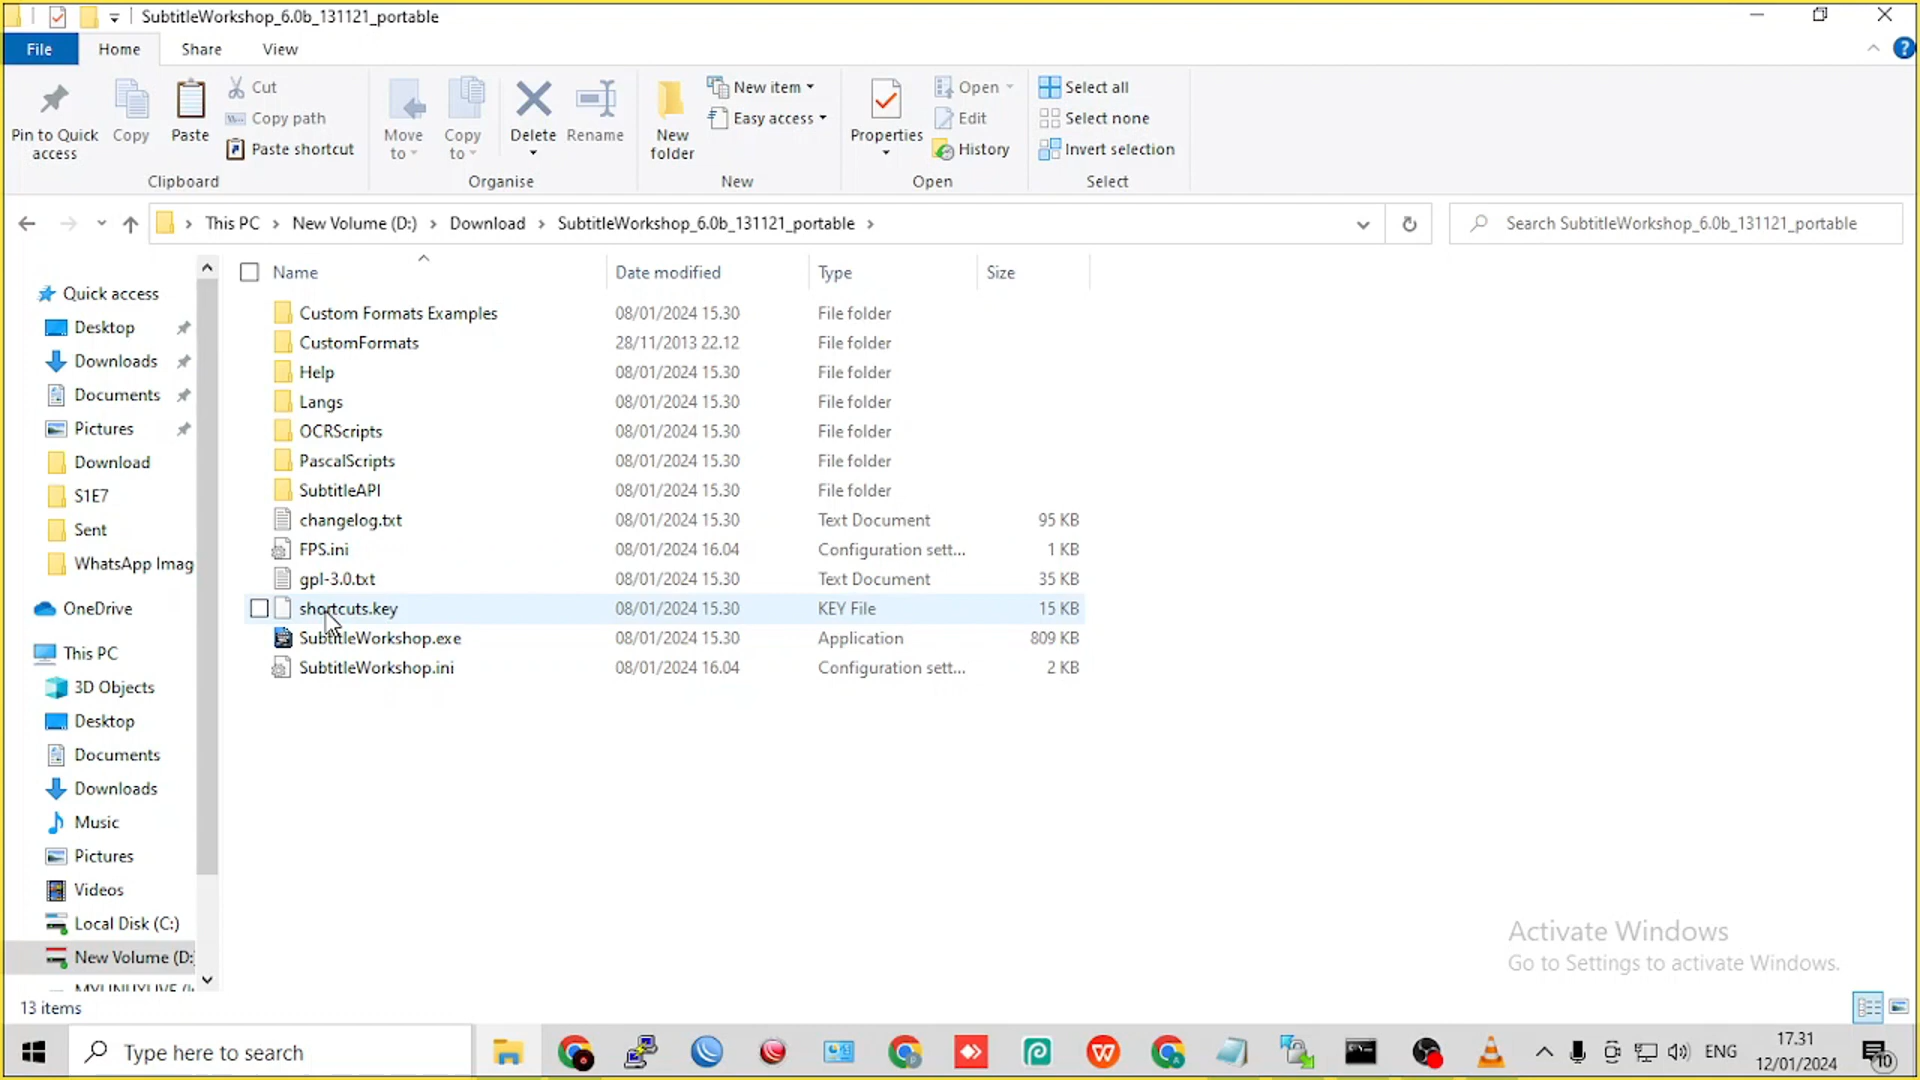 SubtitleWorkshop_6.0b_131121_portable
File Home Share View
Pin to Quick access
Copy
Paste
Cut
Copy path
Paste shortcut
Clipboard
Move to
Copy to
Delete
Rename
Organise
New folder
New item
Easy access
New
Properties
Open
Edit
History
Open
Select all
Select none
Invert selection
Select
This PC New Volume (D:) Download SubtitleWorkshop_6.0b_131121_portable
Search SubtitleWorkshop_6.0b_131121_portable
Quick access
Desktop
Downloads
Documents
Pictures
Download
S1E7
Sent
WhatsApp Imag
OneDrive
This PC
3D Objects
Desktop
Documents
Downloads
Music
Pictures
Videos
Local Disk (C:)
New Volume (D:
Name Date modified Type Size
Custom Formats Examples 08/01/2024 15.30 File folder
CustomFormats 28/11/2013 22.12 File folder
Help 08/01/2024 15.30 File folder
Langs 08/01/2024 15.30 File folder
OCRScripts 08/01/2024 15.30 File folder
PascalScripts 08/01/2024 15.30 File folder
SubtitleAPI 08/01/2024 15.30 File folder
changelog.txt 08/01/2024 15.30 Text Document 95 KB
FPS.ini 08/01/2024 16.04 Configuration sett... 1 KB
gpl-3.0.txt 08/01/2024 15.30 Text Document 35 KB
shortcuts.key 08/01/2024 15.30 KEY File 15 KB
SubtitleWorkshop.exe 08/01/2024 15.30 Application 809 KB
SubtitleWorkshop.ini 08/01/2024 16.04 Configuration sett... 2 KB
Activate Windows
Go to Settings to activate Windows.
13 items
Type here to search
ENG
17.31
12/01/2024
10